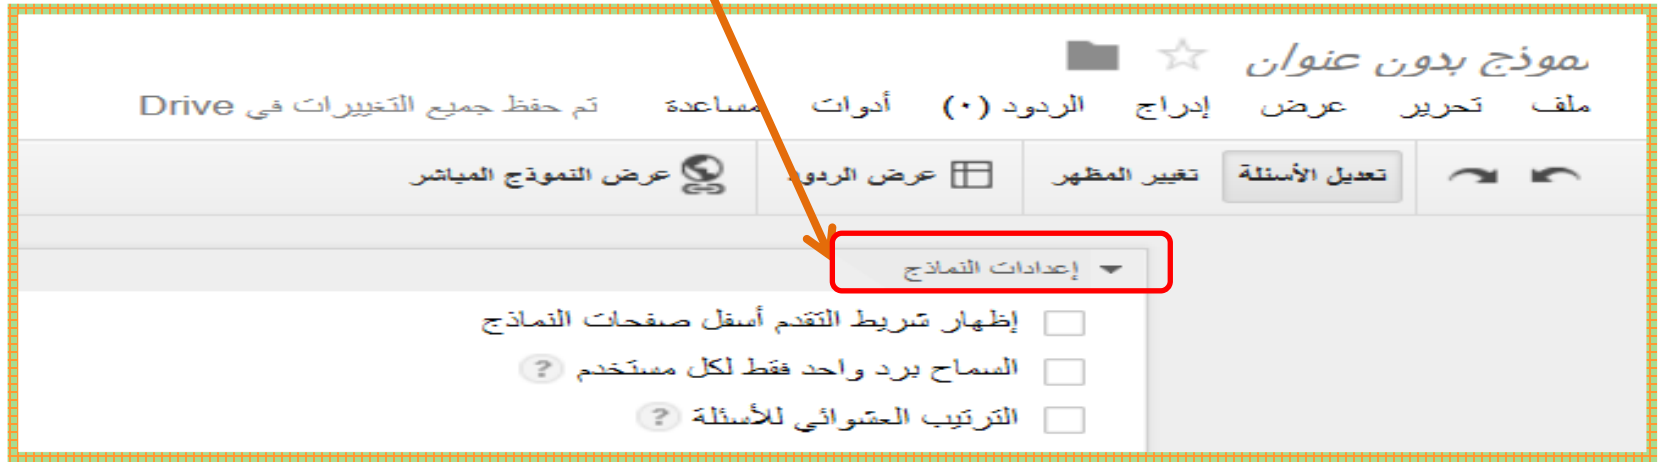 نموذج بدون عنوان
ملف تحرير عرض إدراج الردود (٠) أدوات مساعدة تم حفظ جميع التغييرات في Drive
تعديل الأسئلة تغيير المظهر عرض الردود عرض النموذج المباشر
إعدادات النماذج
إظهار شريط التقدم أسفل صفحات النماذج
السماح برد واحد فقط لكل مستخدم ?
الترتيب العشوائي للأسئلة ?